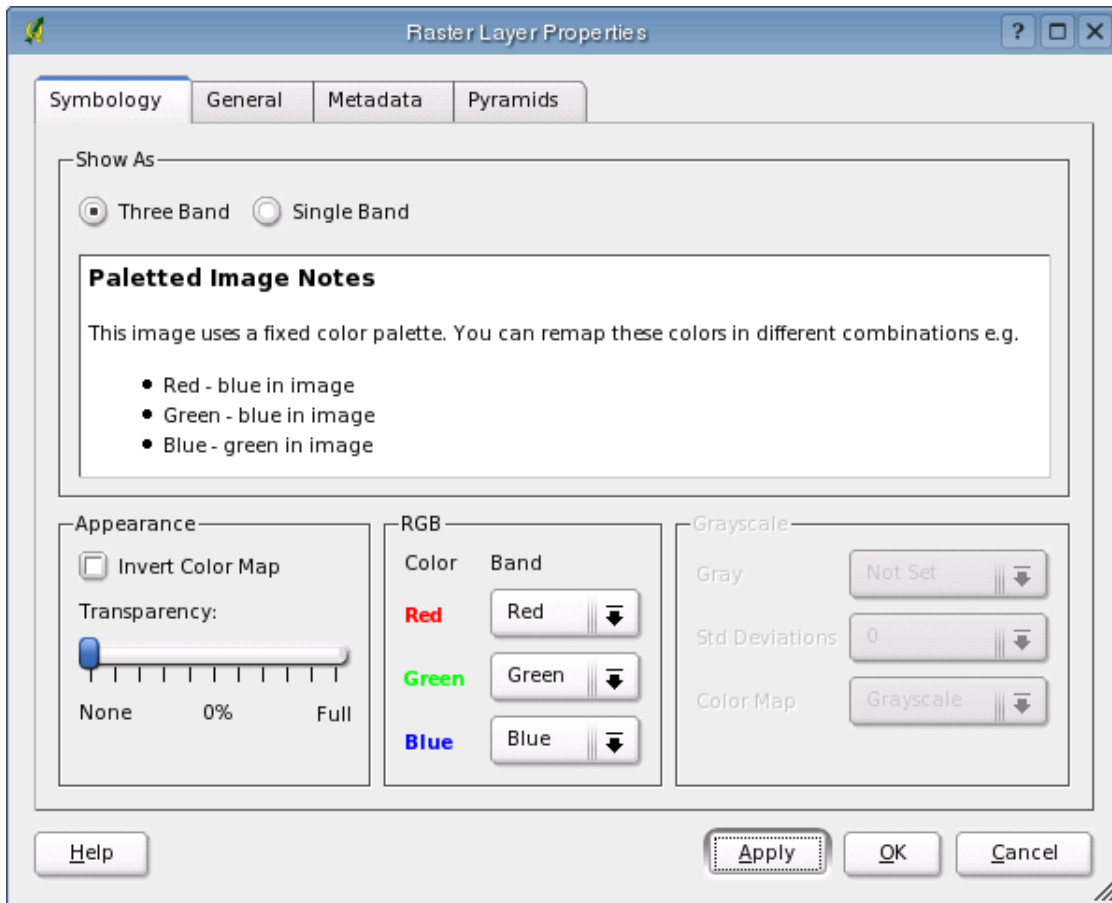 Raster Layer Properties
?
Symbology General Metadata Pyramids
Show As
Three Band Single Band
Paletted Image Notes
This image uses a fixed color palette. You can remap these colors in different combinations e.g.
• Red - blue in image
• Green - blue in image
• Blue - green in image
Appearance
Invert Color Map
Transparency:
None 0% Full
RGB
Color Band
Red Red
Green Green
Blue Blue
Grayscale
Gray Not Set
Std Deviations 0
Color Map Grayscale
Help Apply OK Cancel